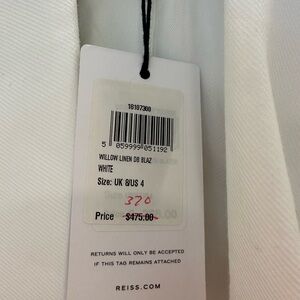 16197300
5 059999 051192
WILLOW LINEN DB BLAZ
WHITE
Size: UK 8/US 4
370
Price $475.00
RETURNS WILL ONLY BE ACCEPTED
IF THIS TAG REMAINS ATTACHED
REISS.COM